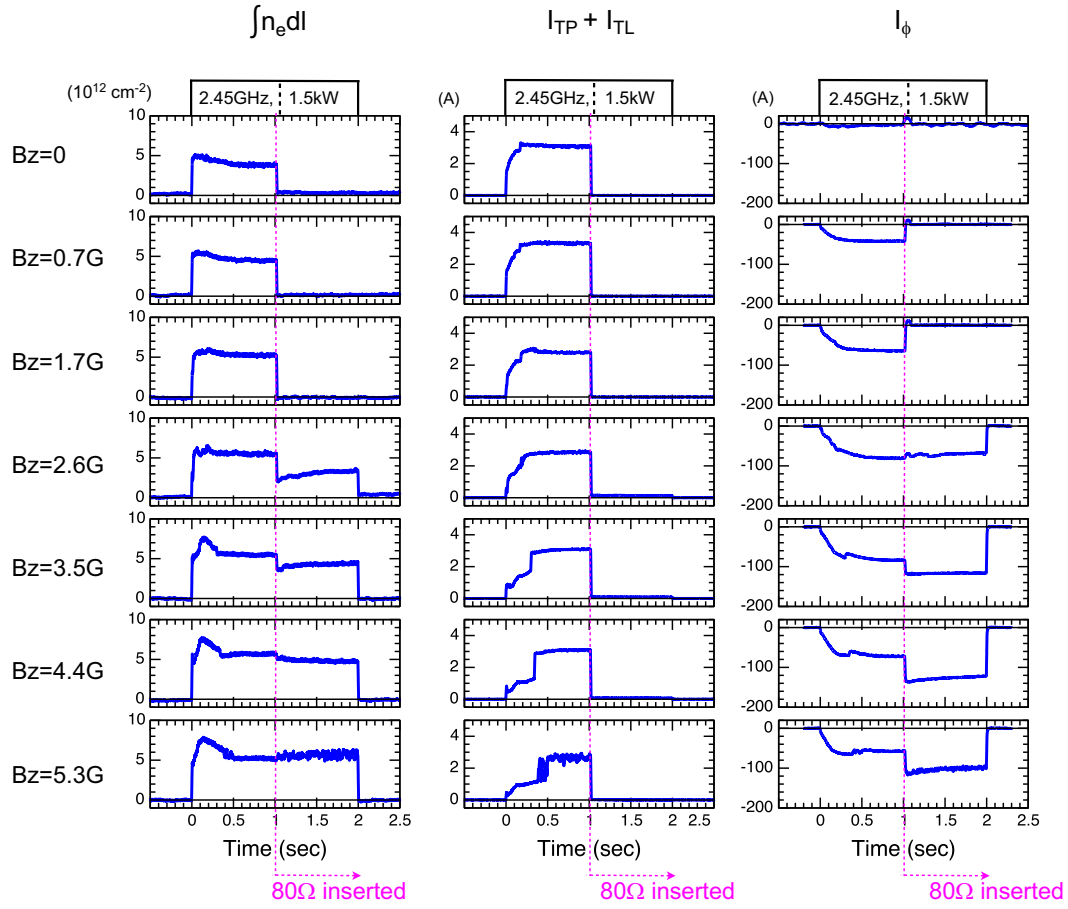 ∫nₑdl I_TP + I_TL I_ϕ
(10¹² cm⁻²) 2.45GHz, 1.5kW (A) 2.45GHz, 1.5kW (A) 2.45GHz, 1.5kW
Bz=0
10 5 0
4 2 0
0 -100 -200
Bz=0.7G
10 5 0
4 2 0
0 -100 -200
Bz=1.7G
10 5 0
4 2 0
0 -100 -200
Bz=2.6G
10 5 0
4 2 0
0 -100 -200
Bz=3.5G
10 5 0
4 2 0
0 -100 -200
Bz=4.4G
10 5 0
4 2 0
0 -100 -200
Bz=5.3G
10 5 0
4 2 0
0 -100 -200
0 0.5 1 1.5 2 2.5 0 0.5 1 1.5 2 2.5 0 0.5 1 1.5 2 2.5
Time (sec) Time (sec) Time (sec)
80Ω inserted 80Ω inserted 80Ω inserted